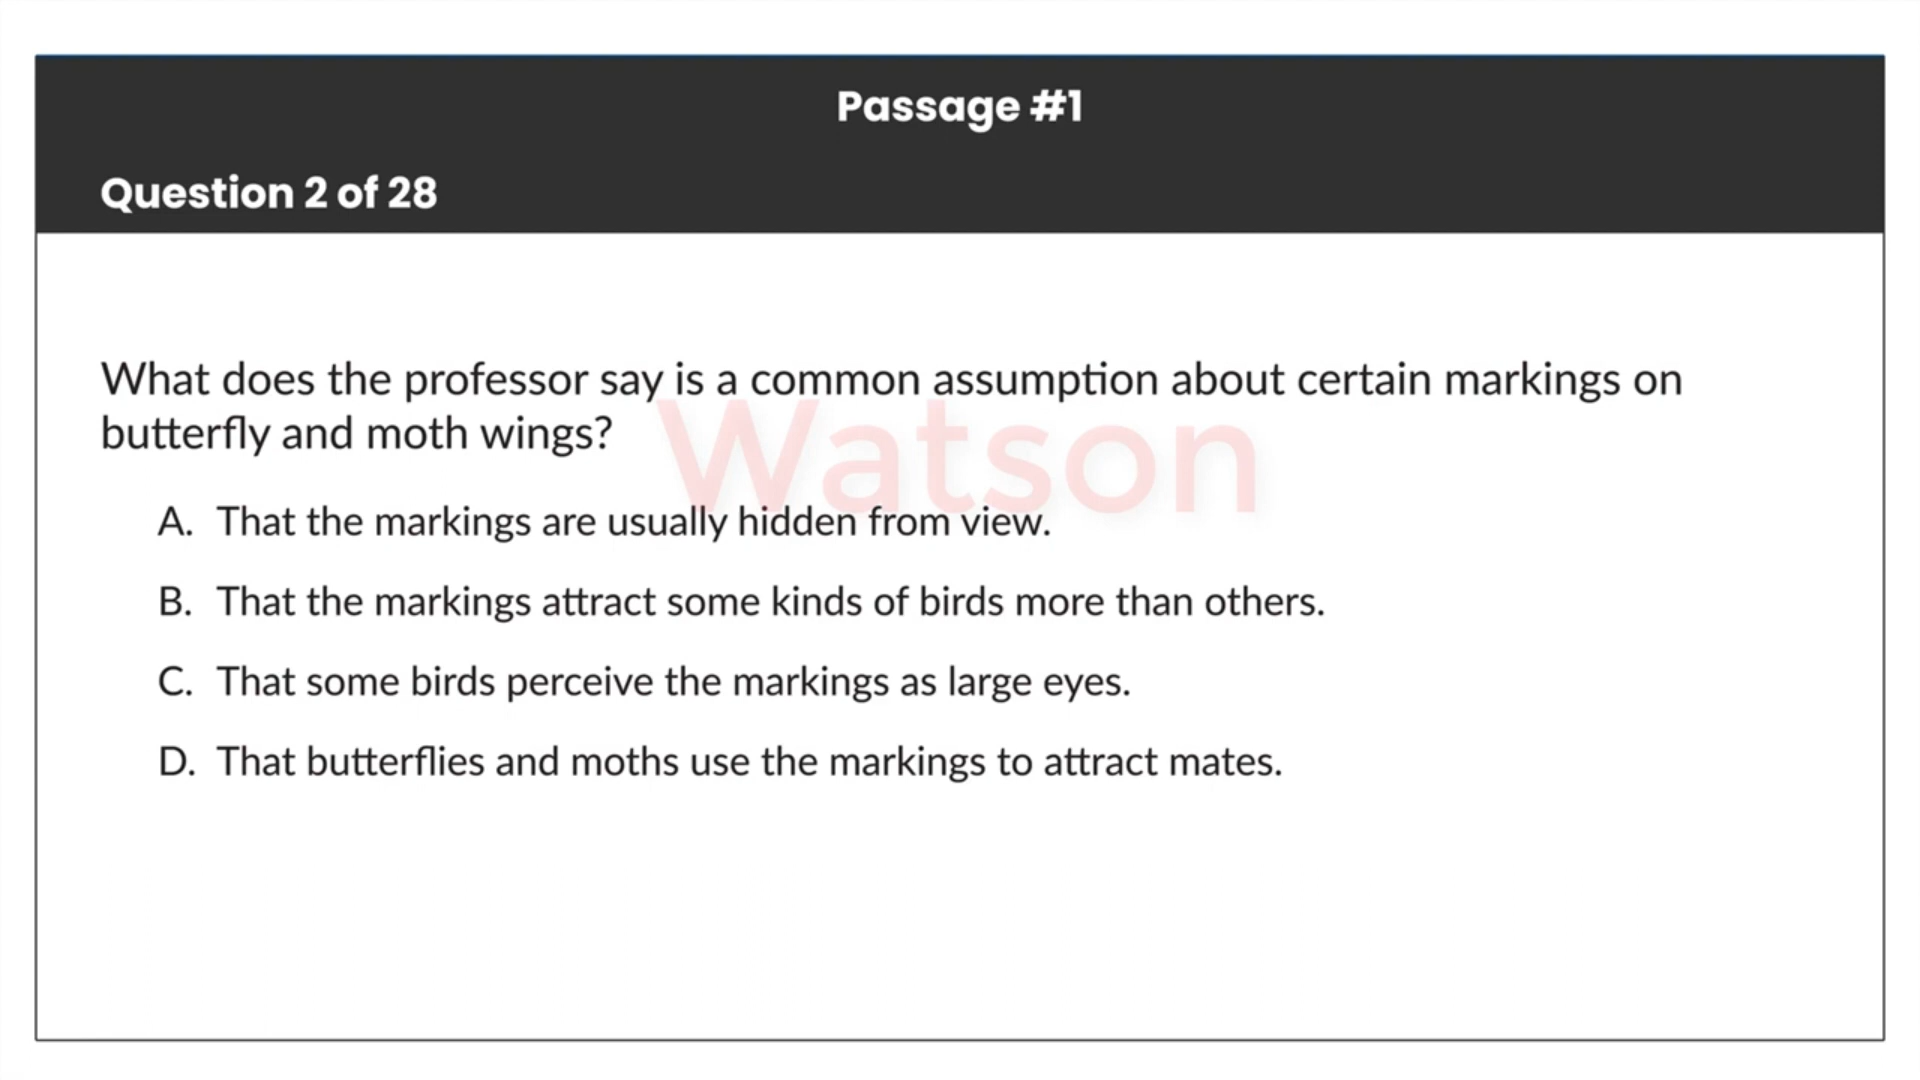 Passage #1
Question 2 of 28
What does the professor say is a common assumption about certain markings on
butterfly and moth wings?
Watson
A. That the markings are usually hidden from view.
B. That the markings attract some kinds of birds more than others.
C. That some birds perceive the markings as large eyes.
D. That butterflies and moths use the markings to attract mates.